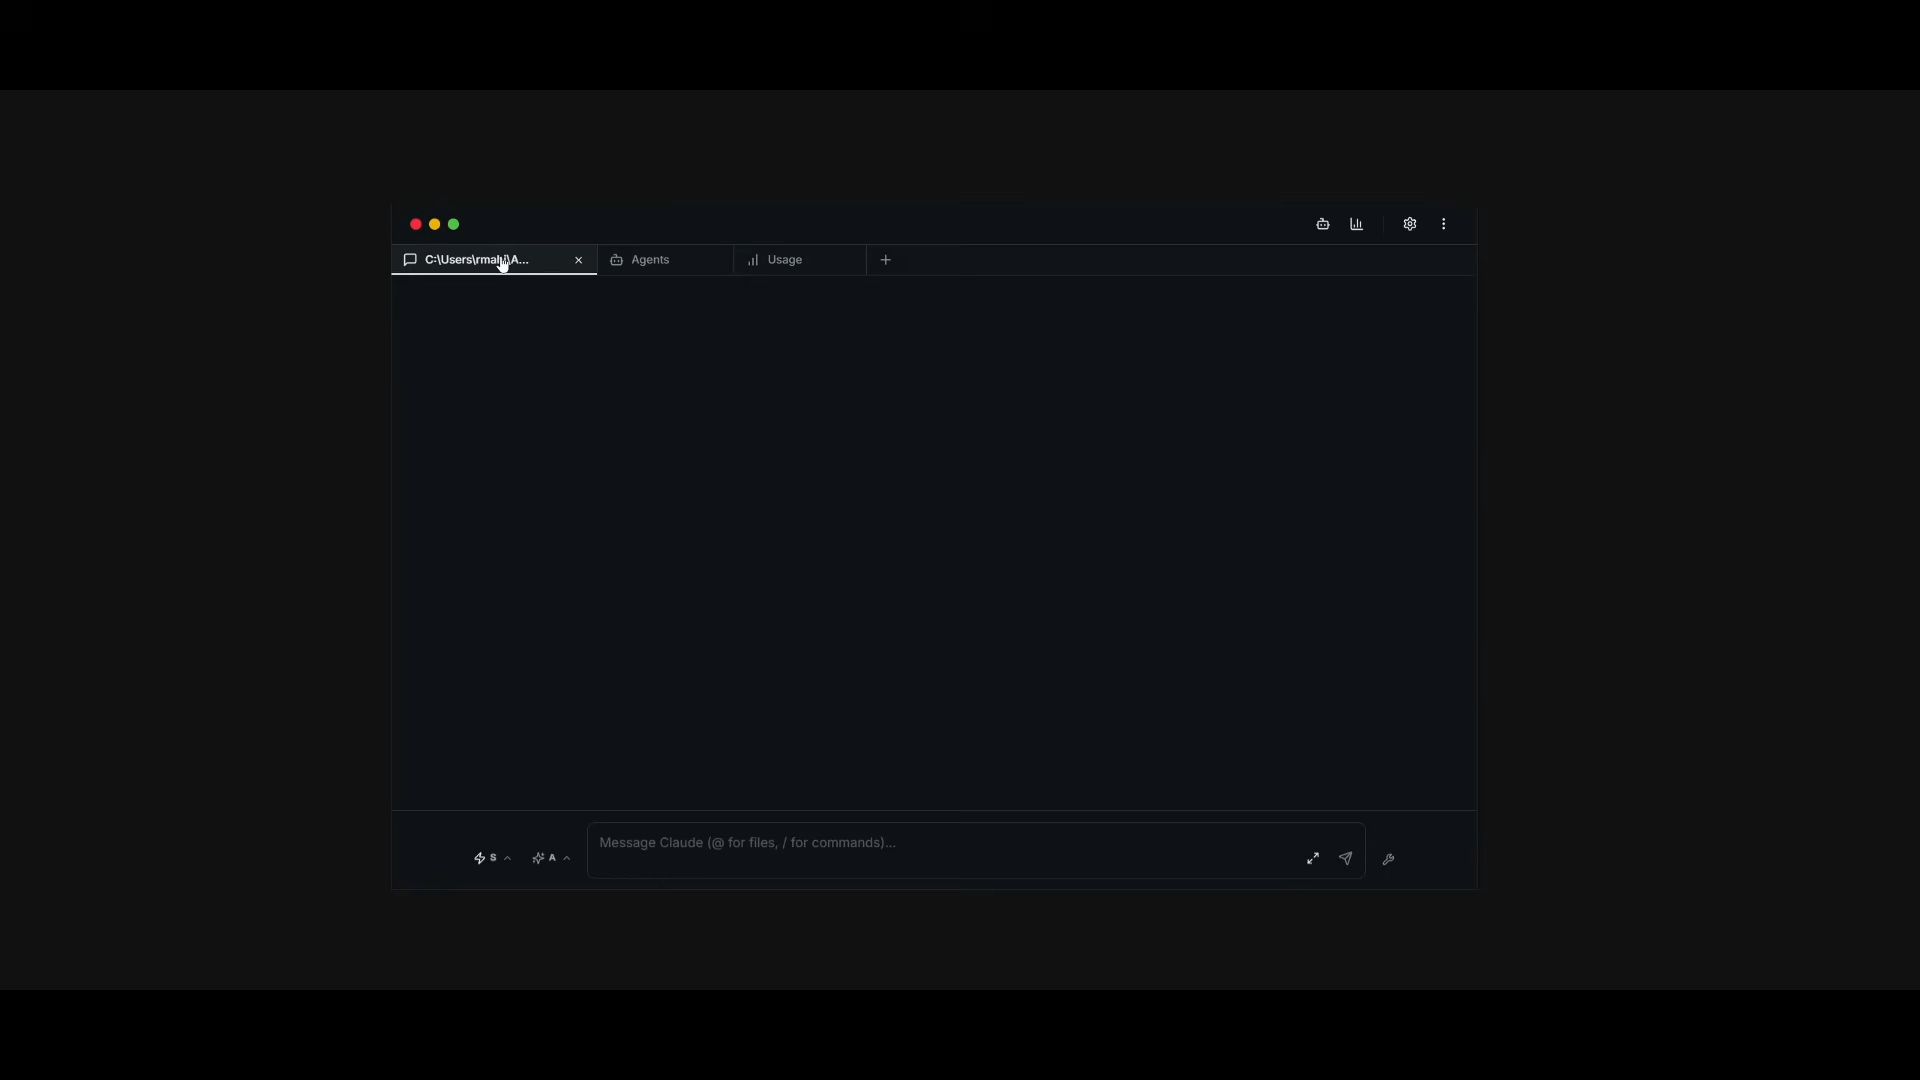 C:\Users\rmal
\A...
Agents
Usage
Message Claude (@ for files, / for commands)...
S
A